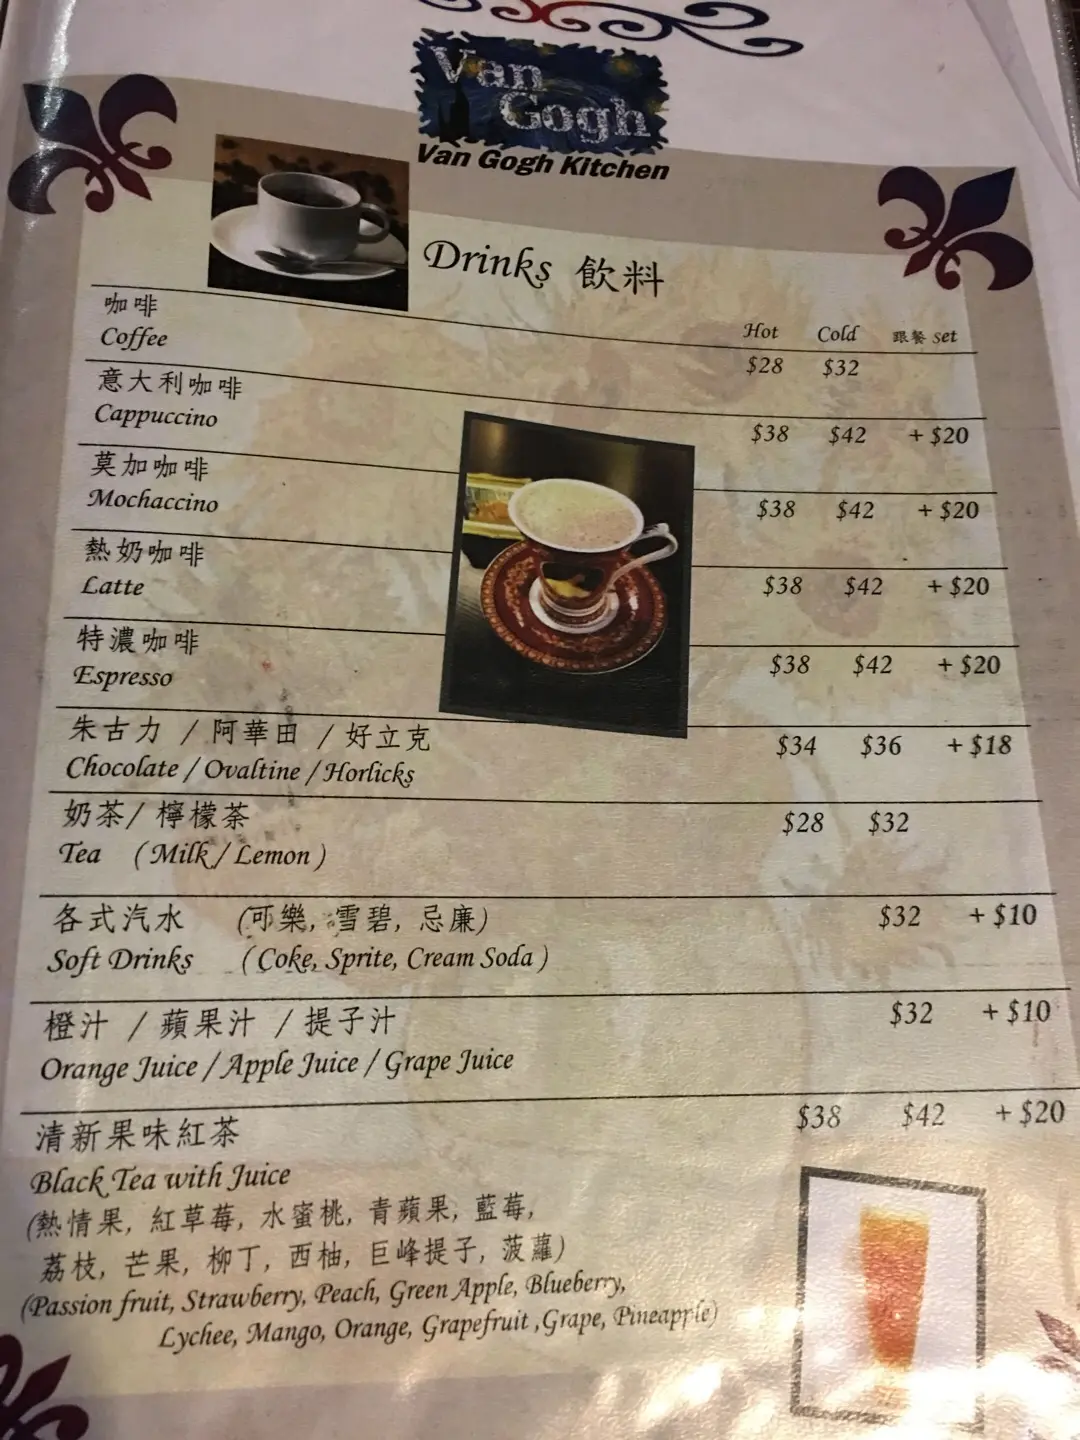 Van
Gogh
Van Gogh Kitchen
Drinks 飲料
Hot Cold 跟餐 set
咖啡
Coffee
$28 $32
意大利咖啡
Cappuccino
$38 $42 + $20
莫加咖啡
Mochaccino
$38 $42 + $20
熱奶咖啡
Latte
$38 $42 + $20
特濃咖啡
Espresso
$38 $42 + $20
朱古力 / 阿華田 / 好立克
Chocolate / Ovaltine / Horlicks
$34 $36 + $18
奶茶/ 檸檬茶
Tea (Milk / Lemon)
$28 $32
各式汽水 (可樂, 雪碧, 忌廉)
Soft Drinks (Coke, Sprite, Cream Soda)
$32 + $10
橙汁 / 蘋果汁 / 提子汁
Orange Juice / Apple Juice / Grape Juice
$32 + $10
清新果味紅茶
Black Tea with Juice
$38 $42 + $20
(熱情果, 紅草莓, 水蜜桃, 青蘋果, 藍莓,
荔枝, 芒果, 柳丁, 西柚, 巨峰提子, 菠蘿)
(Passion fruit, Strawberry, Peach, Green Apple, Blueberry,
Lychee, Mango, Orange, Grapefruit ,Grape, Pineapple)